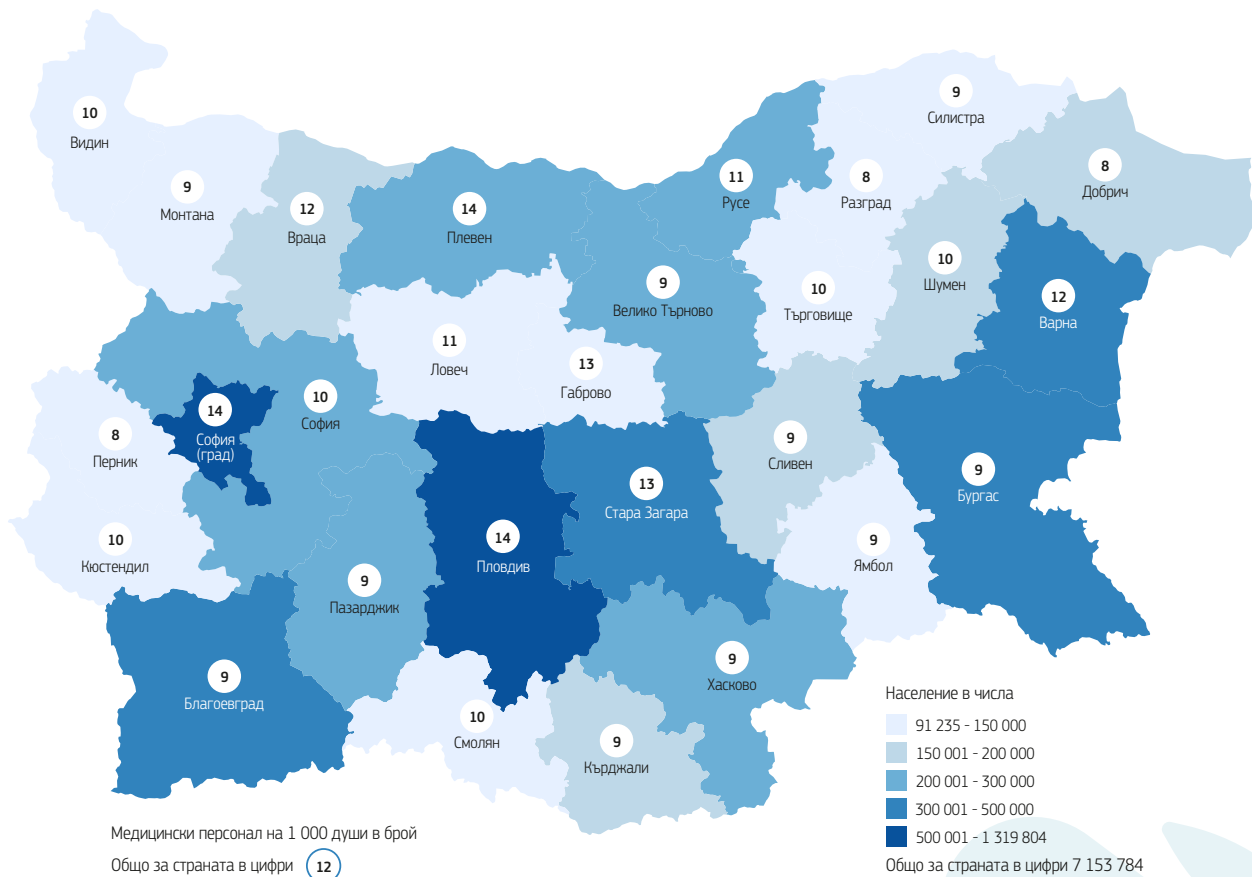 9
Силистра
10
Видин
8
Добрич
11
Русе
8
Разград
9
Монтана
12
Враца
14
Плевен
10
Шумен
9
Велико Търново
10
Търговище
12
Варна
11
Ловеч
13
Габрово
10
София
14
София
(град)
8
Перник
9
Сливен
9
Бургас
13
Стара Загара
14
Пловдив
10
Кюстендил
9
Ямбол
9
Пазарджик
9
Хасково
9
Благоевград
10
Смолян
9
Кърджали
Население в числа
91 235 - 150 000
150 001 - 200 000
200 001 - 300 000
300 001 - 500 000
500 001 - 1 319 804
Общо за страната в цифри 7 153 784
Медицински персонал на 1 000 души в брой
Общо за страната в цифри 12